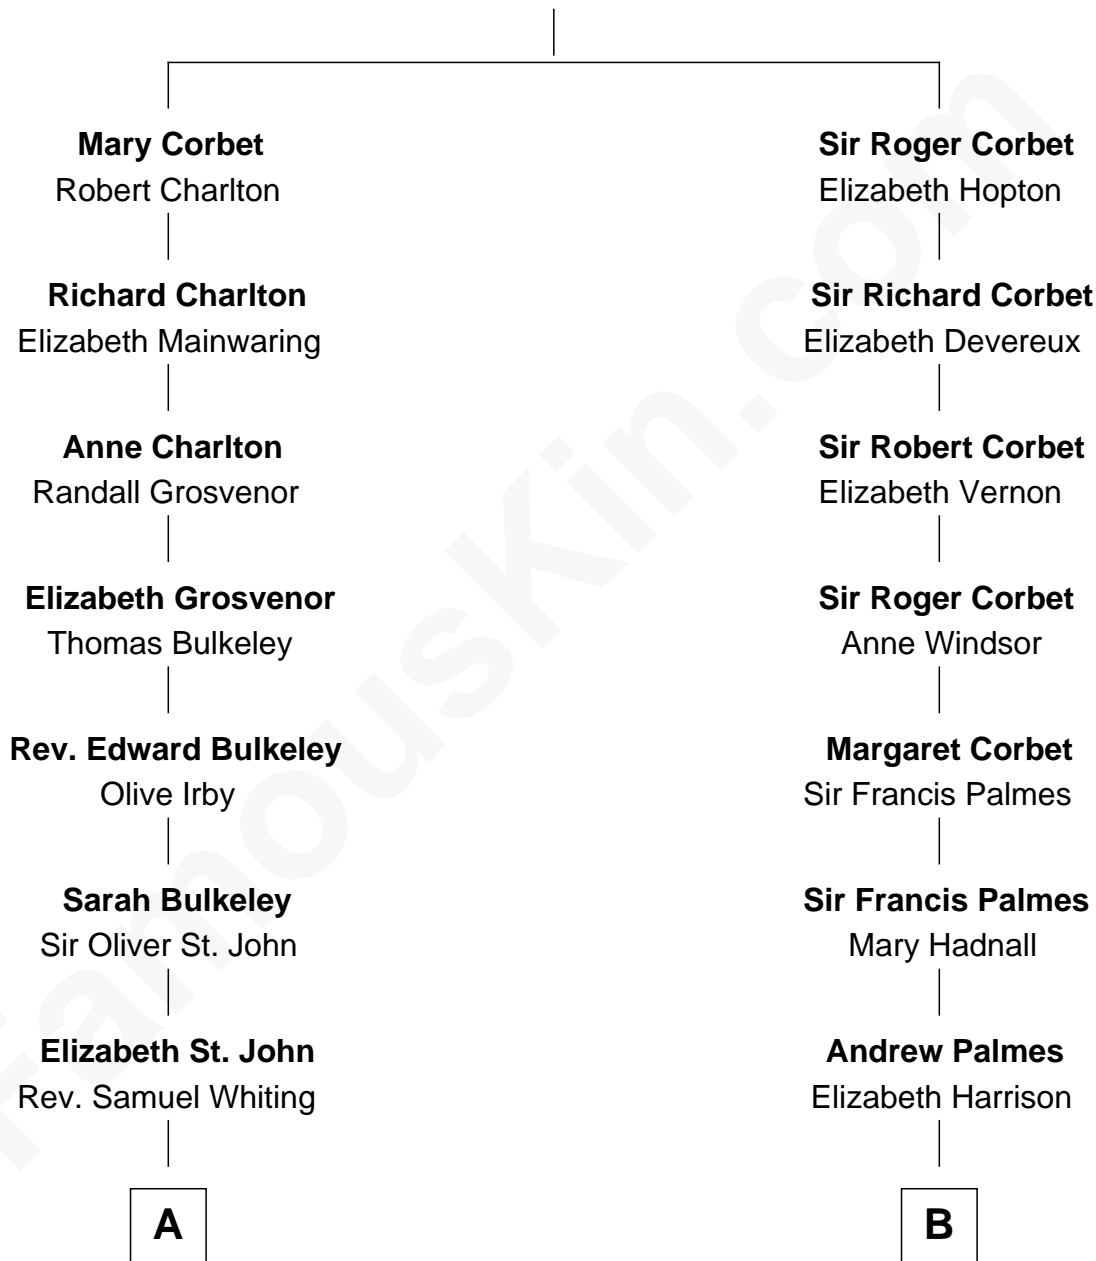 Mary Corbet
Robert Charlton
Richard Charlton
Elizabeth Mainwaring
Anne Charlton
Randall Grosvenor
Elizabeth Grosvenor
Thomas Bulkeley
Rev. Edward Bulkeley
Olive Irby
Sarah Bulkeley
Sir Oliver St. John
Elizabeth St. John
Rev. Samuel Whiting
A
Sir Roger Corbet
Elizabeth Hopton
Sir Richard Corbet
Elizabeth Devereux
Sir Robert Corbet
Elizabeth Vernon
Sir Roger Corbet
Anne Windsor
Margaret Corbet
Sir Francis Palmes
Sir Francis Palmes
Mary Hadnall
Andrew Palmes
Elizabeth Harrison
B
FamousKin.com